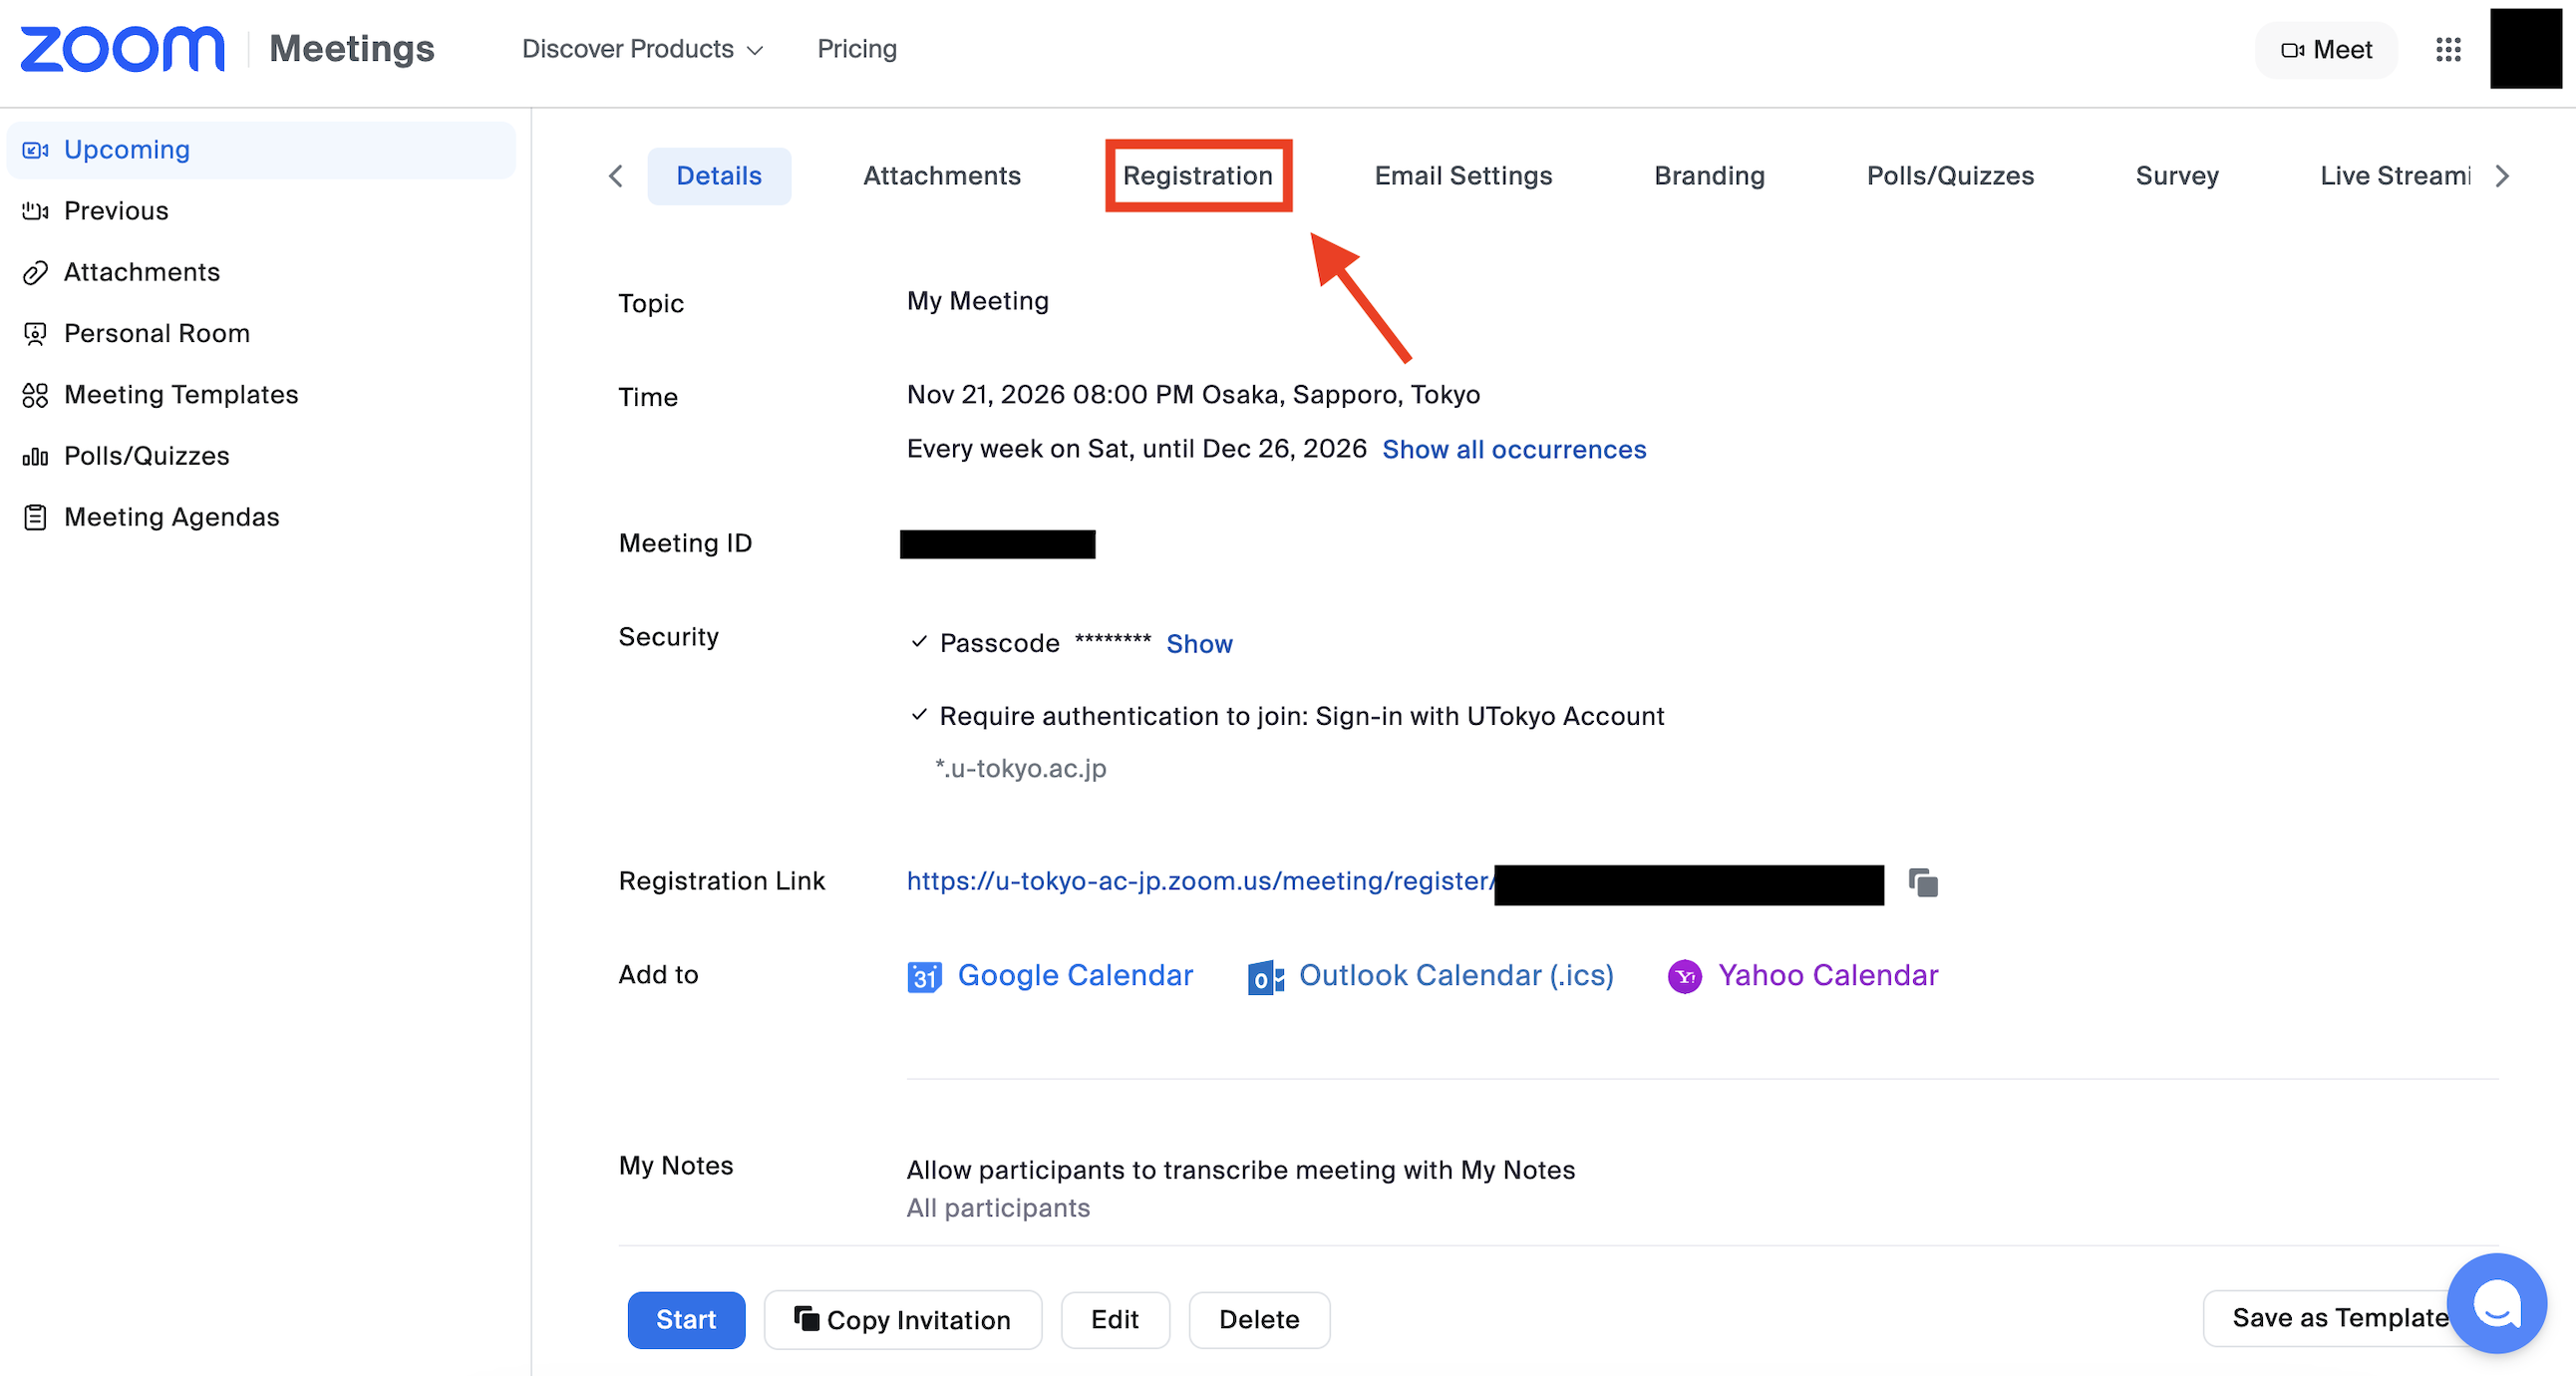 zoom Meetings Discover Products Pricing Meet
Upcoming
Previous
Attachments
Personal Room
Meeting Templates
Polls/Quizzes
Meeting Agendas
Details Attachments Registration Email Settings Branding Polls/Quizzes Survey Live Streami
Topic My Meeting
Time Nov 21, 2026 08:00 PM Osaka, Sapporo, Tokyo
Every week on Sat, until Dec 26, 2026 Show all occurrences
Meeting ID
Security Passcode ******** Show
Require authentication to join: Sign-in with UTokyo Account
*.u-tokyo.ac.jp
Registration Link https://u-tokyo-ac-jp.zoom.us/meeting/register/
Add to 31 Google Calendar Outlook Calendar (.ics) Yahoo Calendar
My Notes Allow participants to transcribe meeting with My Notes
All participants
Start Copy Invitation Edit Delete Save as Template